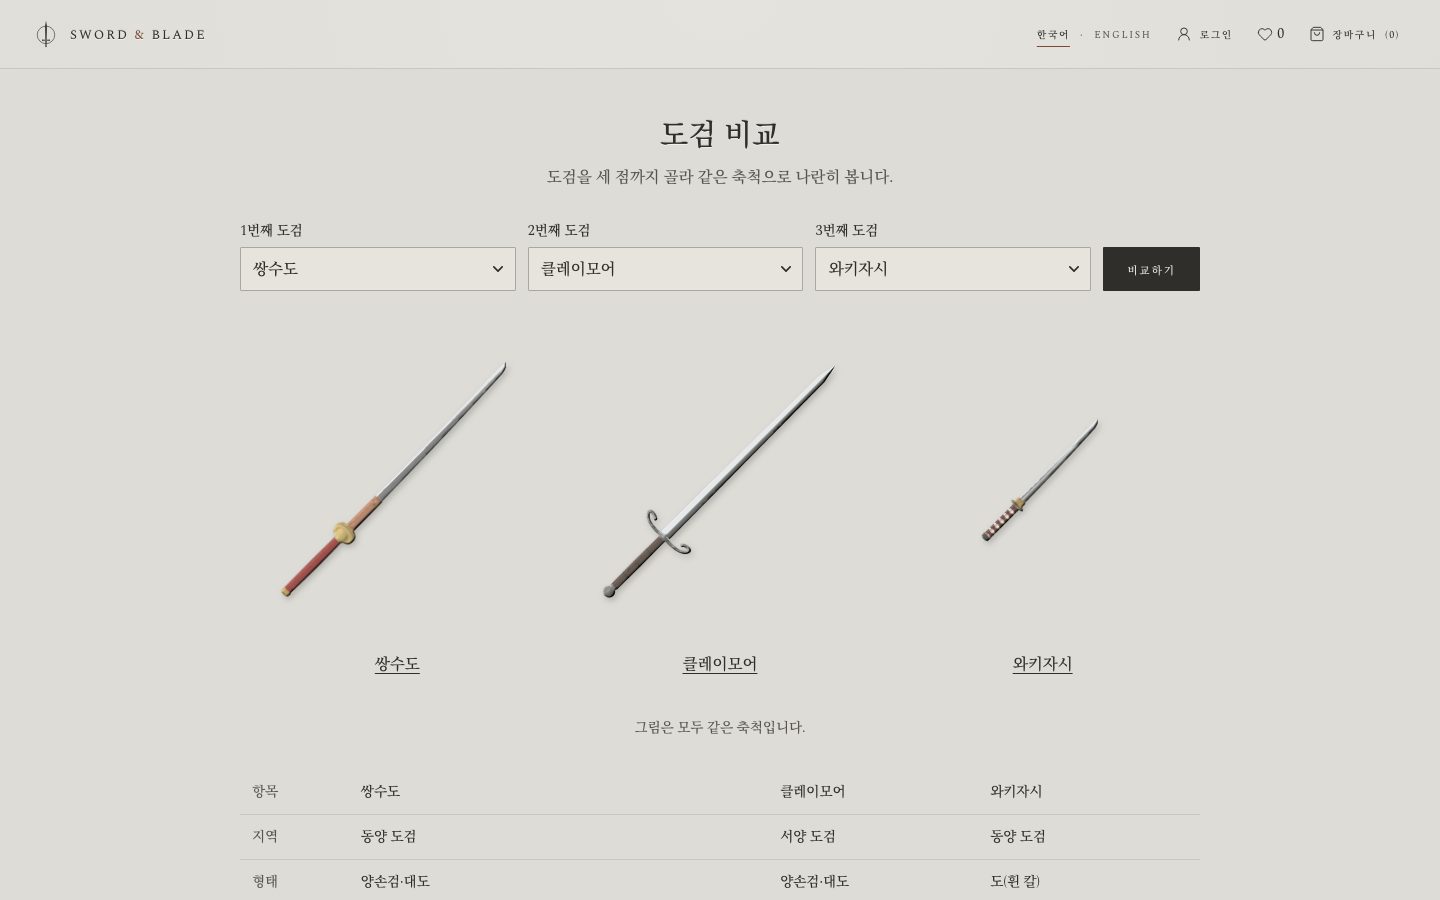 SWORD & BLADE
한국어 · ENGLISH 로그인 0 장바구니 (0)
도검 비교
도검을 세 점까지 골라 같은 축척으로 나란히 봅니다.
1번째 도검 2번째 도검 3번째 도검
쌍수도 클레이모어 와키자시 비교하기
쌍수도 클레이모어 와키자시
그림은 모두 같은 축척입니다.
항목 쌍수도 클레이모어 와키자시
지역 동양 도검 서양 도검 동양 도검
형태 양손검·대도 양손검·대도 도(휜 칼)